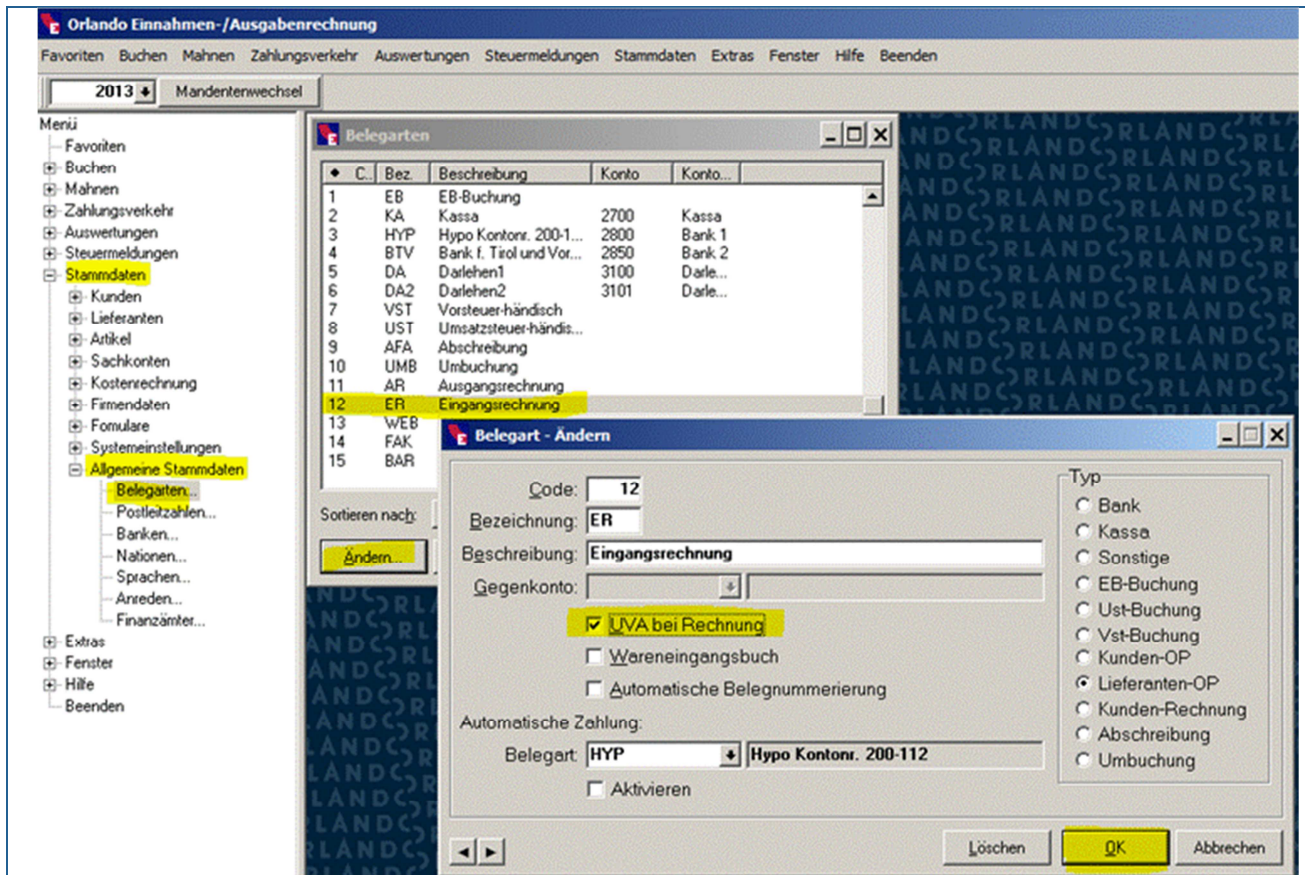 Orlando Einnahmen-/Ausgabenrechnung
Favoriten Buchen Mahnen Zahlungsverkehr Auswertungen Steuermeldungen Stammdaten Extras Fenster Hilfe Beenden
2013 Mandentenwechsel
Menü
Favoriten
Buchen
Mahnen
Zahlungsverkehr
Auswertungen
Steuermeldungen
Stammdaten
Kunden
Lieferanten
Artikel
Sachkonten
Kostenrechnung
Firmendaten
Fomulare
Systemeinstellungen
Allgemeine Stammdaten
Belegarten...
Postleitzahlen...
Banken...
Nationen...
Sprachen...
Anreden...
Finanzämter...
Extras
Fenster
Hilfe
Beenden
Belegarten
C.. Bez. Beschreibung Konto Konto...
1 EB EB-Buchung
2 KA Kassa 2700 Kassa
3 HYP Hypo Kontonr. 200-1... 2800 Bank 1
4 BTV Bank f. Tirol und Vor... 2850 Bank 2
5 DA Darlehen1 3100 Darle...
6 DA2 Darlehen2 3101 Darle...
7 VST Vorsteuer-händisch
8 UST Umsatzsteuer-händis...
9 AFA Abschreibung
10 UMB Umbuchung
11 AR Ausgangsrechnung
12 ER Eingangsrechnung
13 WEB
14 FAK
15 BAR
Sortieren nach:
Ändern...
Belegart - Ändern
Code: 12
Bezeichnung: ER
Beschreibung: Eingangsrechnung
Gegenkonto:
UVA bei Rechnung
Wareneingangsbuch
Automatische Belegnummerierung
Automatische Zahlung:
Belegart: HYP Hypo Kontonr. 200-112
Aktivieren
Typ
Bank
Kassa
Sonstige
EB-Buchung
Ust-Buchung
Vst-Buchung
Kunden-OP
Lieferanten-OP
Kunden-Rechnung
Abschreibung
Umbuchung
Löschen OK Abbrechen